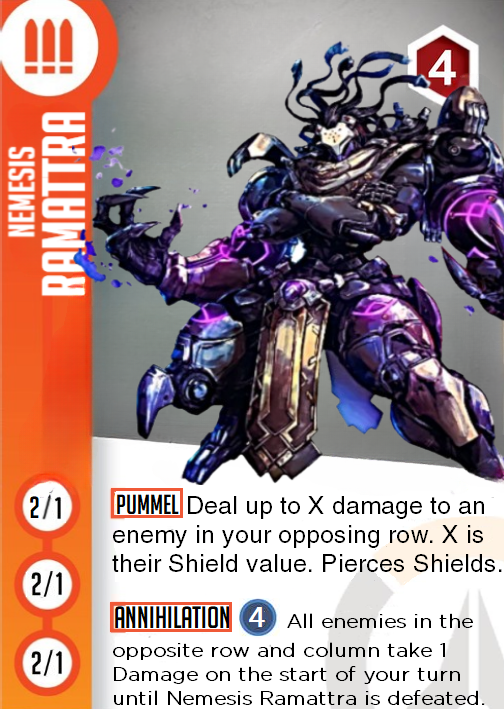 4
NEMESIS
RAMATTRA
2/1
2/1
2/1
PUMMEL Deal up to X damage to an
enemy in your opposing row. X is
their Shield value. Pierces Shields.
ANNIHILATION 4 All enemies in the
opposite row and column take 1
Damage on the start of your turn
until Nemesis Ramattra is defeated.